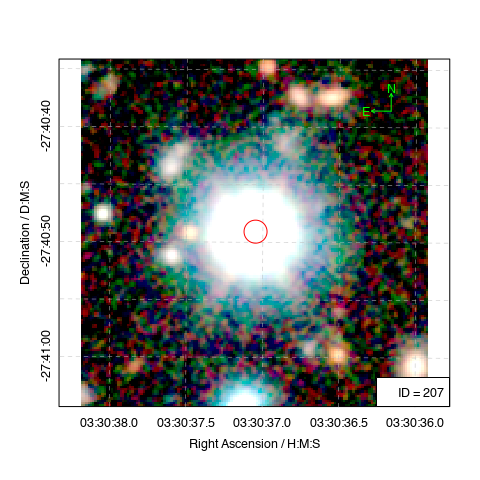 N
E
-27:40:40
-27:40:50
-27:41:00
Declination / D:M:S
ID = 207
03:30:38.0 03:30:37.5 03:30:37.0 03:30:36.5 03:30:36.0
Right Ascension / H:M:S